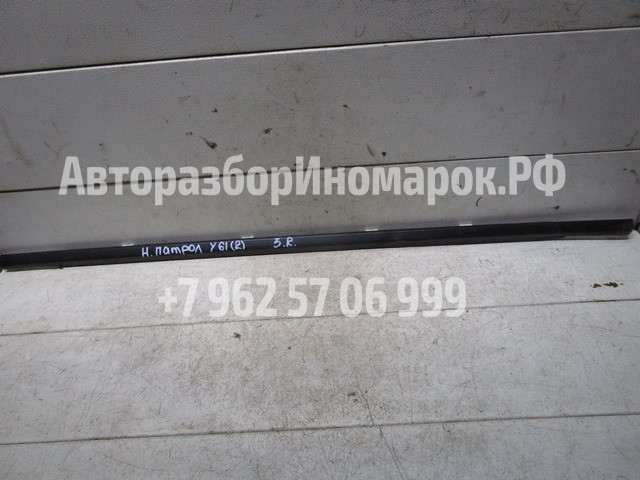 АвторазборИномарок.РФ
Н. ПАТРОЛ Y61(2) З.R.
+7 962 57 06 999